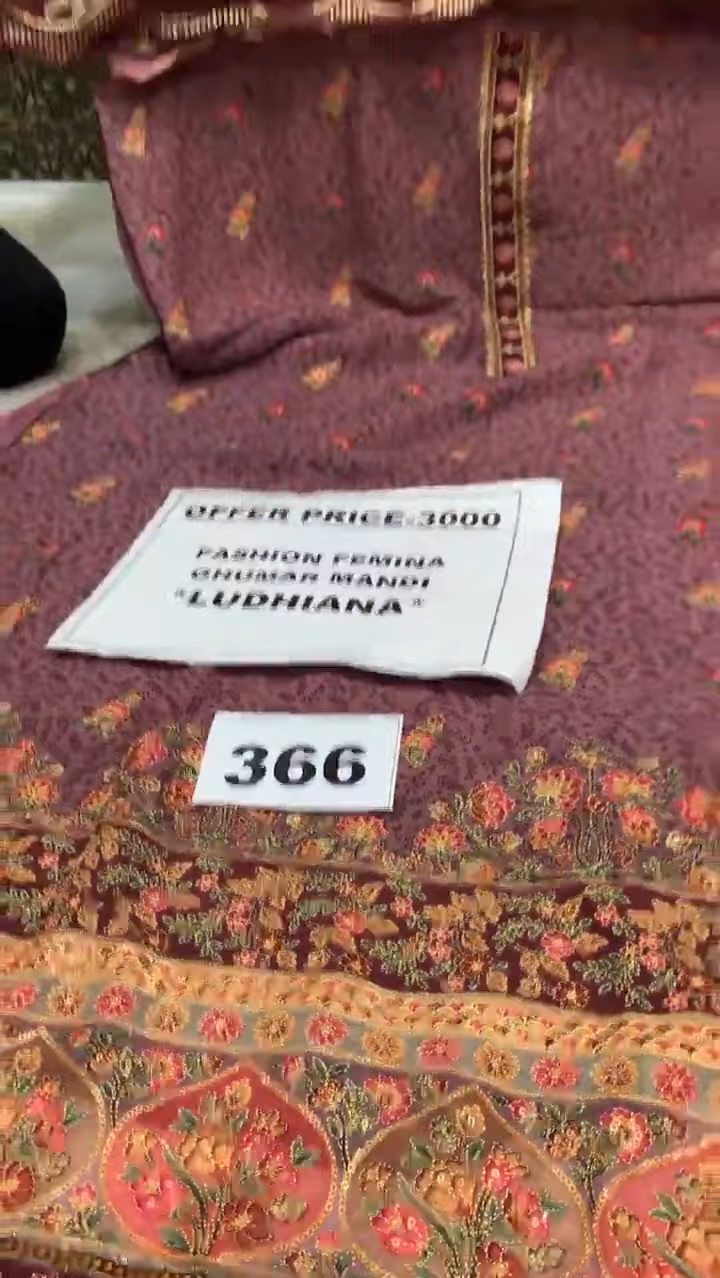 OFFER PRICE:3000
FASHION FEMINA
GHUMAR MANDI
"LUDHIANA"
366